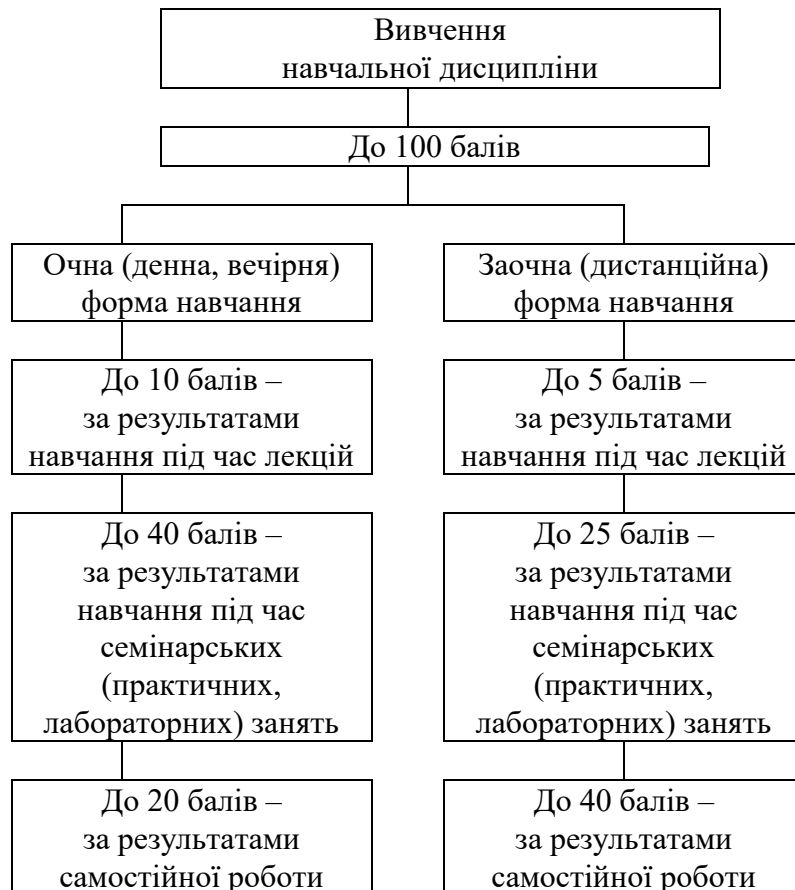 Вивчення
навчальної дисципліни
До 100 балів
Очна (денна, вечірня)
форма навчання
Заочна (дистанційна)
форма навчання
До 10 балів –
за результатами
навчання під час лекцій
До 5 балів –
за результатами
навчання під час лекцій
До 40 балів –
за результатами
навчання під час
семінарських
(практичних,
лабораторних) занять
До 25 балів –
за результатами
навчання під час
семінарських
(практичних,
лабораторних) занять
До 20 балів –
за результатами
самостійної роботи
До 40 балів –
за результатами
самостійної роботи